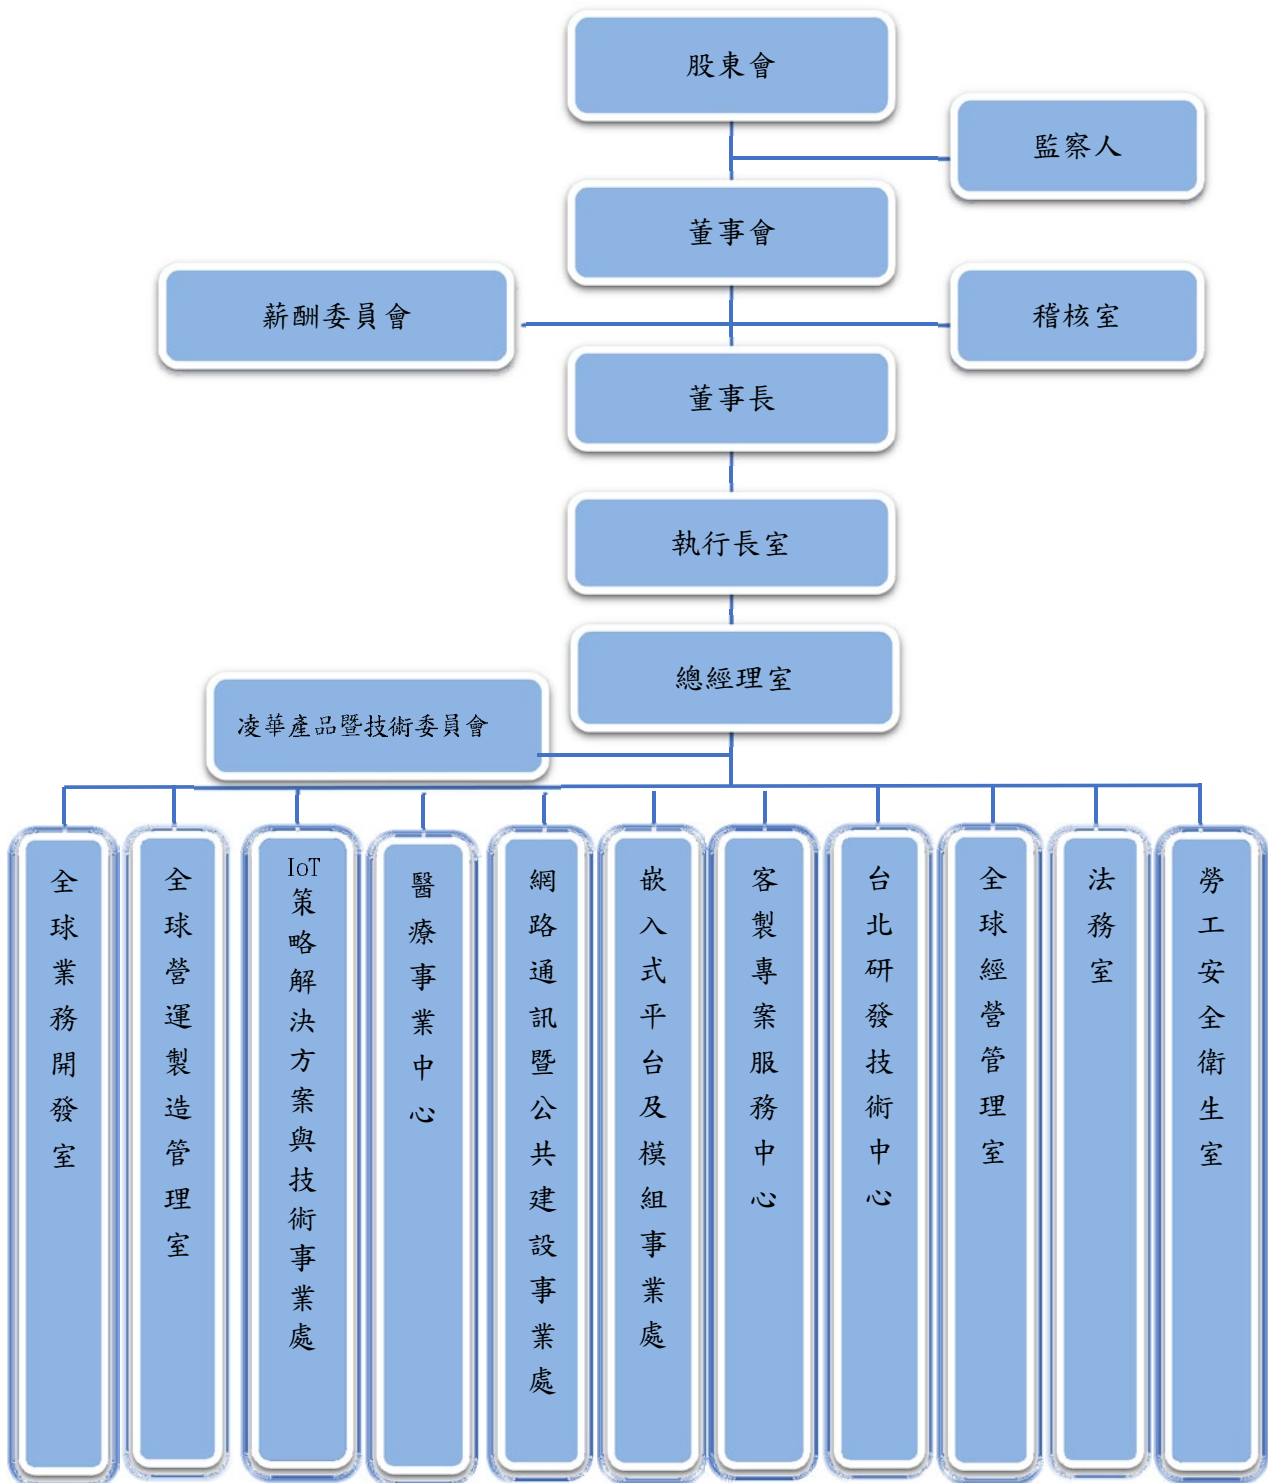 股東會
監察人
董事會
薪酬委員會
稽核室
董事長
執行長室
總經理室
凌華產品暨技術委員會
全球業務開發室
全球營運製造管理室
IoT策略解決方案與技術事業處
醫療事業中心
網路通訊暨公共建設事業處
嵌入式平台及模組事業處
客製專案服務中心
台北研發技術中心
全球經營管理室
法務室
勞工安全衛生室